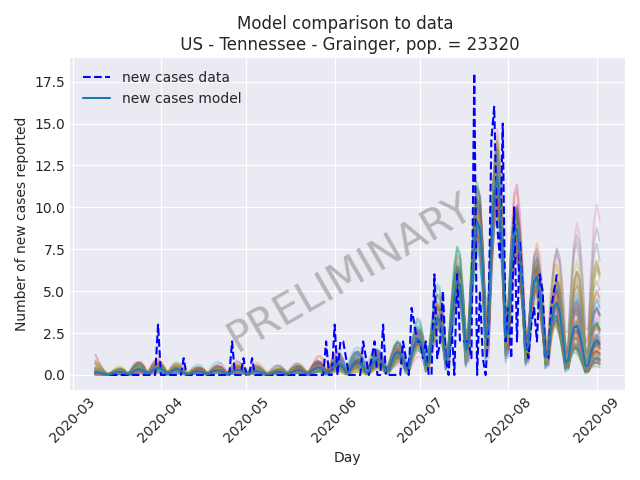 Model comparison to data
US - Tennessee - Grainger, pop. = 23320
new cases data
new cases model
PRELIMINARY
Number of new cases reported
17.5
15.0
12.5
10.0
7.5
5.0
2.5
0.0
2020-03
2020-04
2020-05
2020-06
2020-07
2020-08
2020-09
Day